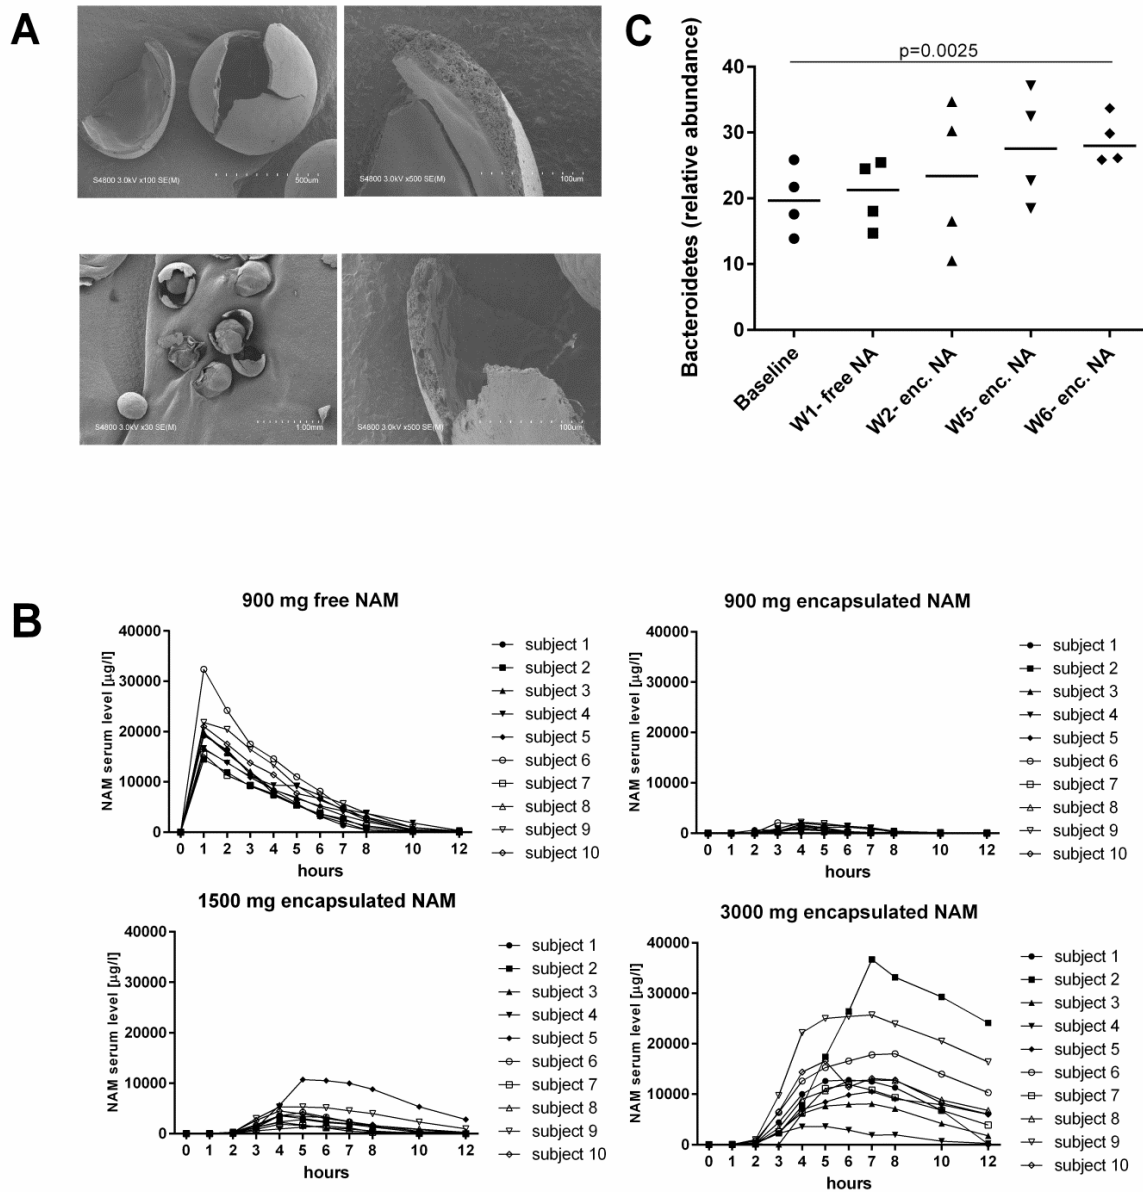 A
S4800 3.0kV x100 SE(M) 500um
S4800 3.0kV x500 SE(M) 100um
S4800 3.0kV x30 SE(M) 1.00mm
S4800 3.0kV x500 SE(M) 100um
C
p=0.0025
Bacteroidetes (relative abundance)
40
30
20
10
0
Baseline
W1- free NA
W2- enc. NA
W5- enc. NA
W6- enc. NA
B
900 mg free NAM
NAM serum level [µg/l]
40000
30000
20000
10000
0
0 1 2 3 4 5 6 7 8 10 12
hours
subject 1
subject 2
subject 3
subject 4
subject 5
subject 6
subject 7
subject 8
subject 9
subject 10
900 mg encapsulated NAM
NAM serum level [µg/l]
40000
30000
20000
10000
0
0 1 2 3 4 5 6 7 8 10 12
hours
subject 1
subject 2
subject 3
subject 4
subject 5
subject 6
subject 7
subject 8
subject 9
subject 10
1500 mg encapsulated NAM
NAM serum level [µg/l]
40000
30000
20000
10000
0
0 1 2 3 4 5 6 7 8 10 12
hours
subject 1
subject 2
subject 3
subject 4
subject 5
subject 6
subject 7
subject 8
subject 9
subject 10
3000 mg encapsulated NAM
NAM serum level [µg/l]
40000
30000
20000
10000
0
0 1 2 3 4 5 6 7 8 10 12
hours
subject 1
subject 2
subject 3
subject 4
subject 5
subject 6
subject 7
subject 8
subject 9
subject 10